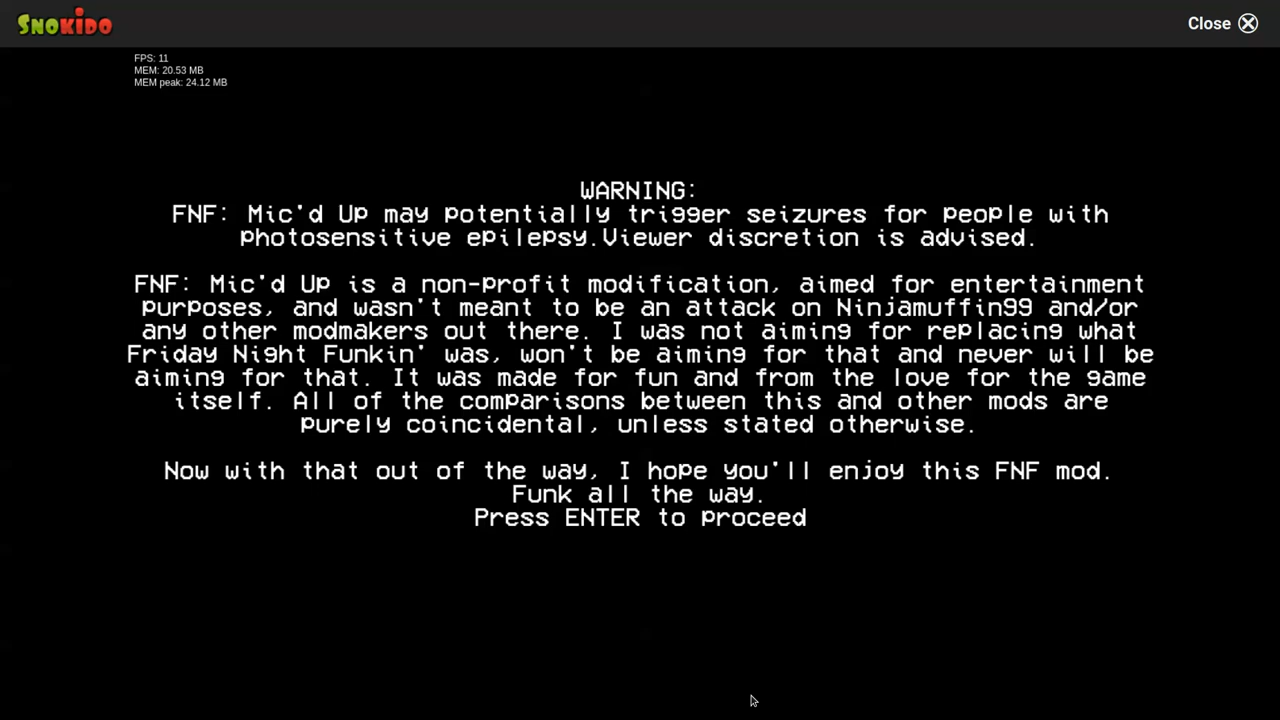 SNOKIDO
Close
FPS: 11
MEM: 20.53 MB
MEM peak: 24.12 MB
WARNING:
FNF: Mic'd Up may potentially trigger seizures for people with
photosensitive epilepsy.Viewer discretion is advised.
FNF: Mic'd Up is a non-profit modification, aimed for entertainment
purposes, and wasn't meant to be an attack on Ninjamuffin99 and/or
any other modmakers out there. I was not aiming for replacing what
Friday Night Funkin' was, won't be aiming for that and never will be
aiming for that. It was made for fun and from the love for the game
itself. All of the comparisons between this and other mods are
purely coincidental, unless stated otherwise.
Now with that out of the way, I hope you'll enjoy this FNF mod.
Funk all the way.
Press ENTER to proceed